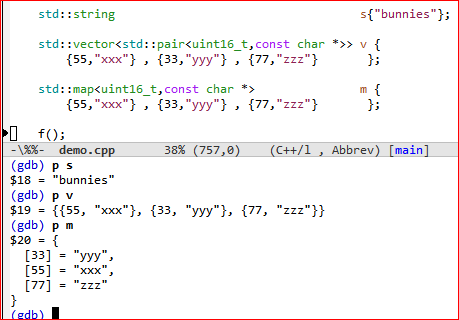 std::string s{"bunnies"};
std::vector<std::pair<uint16_t,const char *>> v {
{55,"xxx"} , {33,"yyy"} , {77,"zzz"} };
std::map<uint16_t,const char *> m {
{55,"xxx"} , {33,"yyy"} , {77,"zzz"} };
f();
-\%%- demo.cpp 38% (757,0) (C++/l , Abbrev) [main]
(gdb) p s
$18 = "bunnies"
(gdb) p v
$19 = {{55, "xxx"}, {33, "yyy"}, {77, "zzz"}}
(gdb) p m
$20 = {
[33] = "yyy",
[55] = "xxx",
[77] = "zzz"
}
(gdb)